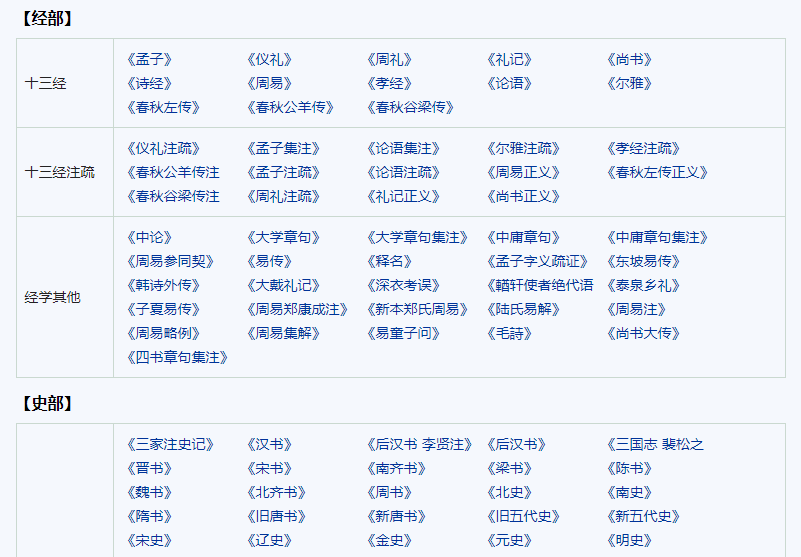 【经部】
十三经
《孟子》 《仪礼》 《周礼》 《礼记》 《尚书》
《诗经》 《周易》 《孝经》 《论语》 《尔雅》
《春秋左传》 《春秋公羊传》 《春秋谷梁传》
十三经注疏
《仪礼注疏》 《孟子集注》 《论语集注》 《尔雅注疏》 《孝经注疏》
《春秋公羊传注 《孟子注疏》 《论语注疏》 《周易正义》 《春秋左传正义》
《春秋谷梁传注 《周礼注疏》 《礼记正义》 《尚书正义》
经学其他
《中论》 《大学章句》 《大学章句集注》 《中庸章句》 《中庸章句集注》
《周易参同契》 《易传》 《释名》 《孟子字义疏证》 《东坡易传》
《韩诗外传》 《大戴礼记》 《深衣考误》 《輶轩使者绝代语 《泰泉乡礼》
《子夏易传》 《周易郑康成注》 《新本郑氏周易》 《陆氏易解》 《周易注》
《周易略例》 《周易集解》 《易童子问》 《毛詩》 《尚书大传》
《四书章句集注》
【史部】
《三家注史记》 《汉书》 《后汉书 李贤注》 《后汉书》 《三国志 裴松之
《晋书》 《宋书》 《南齐书》 《梁书》 《陈书》
《魏书》 《北齐书》 《周书》 《北史》 《南史》
《隋书》 《旧唐书》 《新唐书》 《旧五代史》 《新五代史》
《宋史》 《辽史》 《金史》 《元史》 《明史》